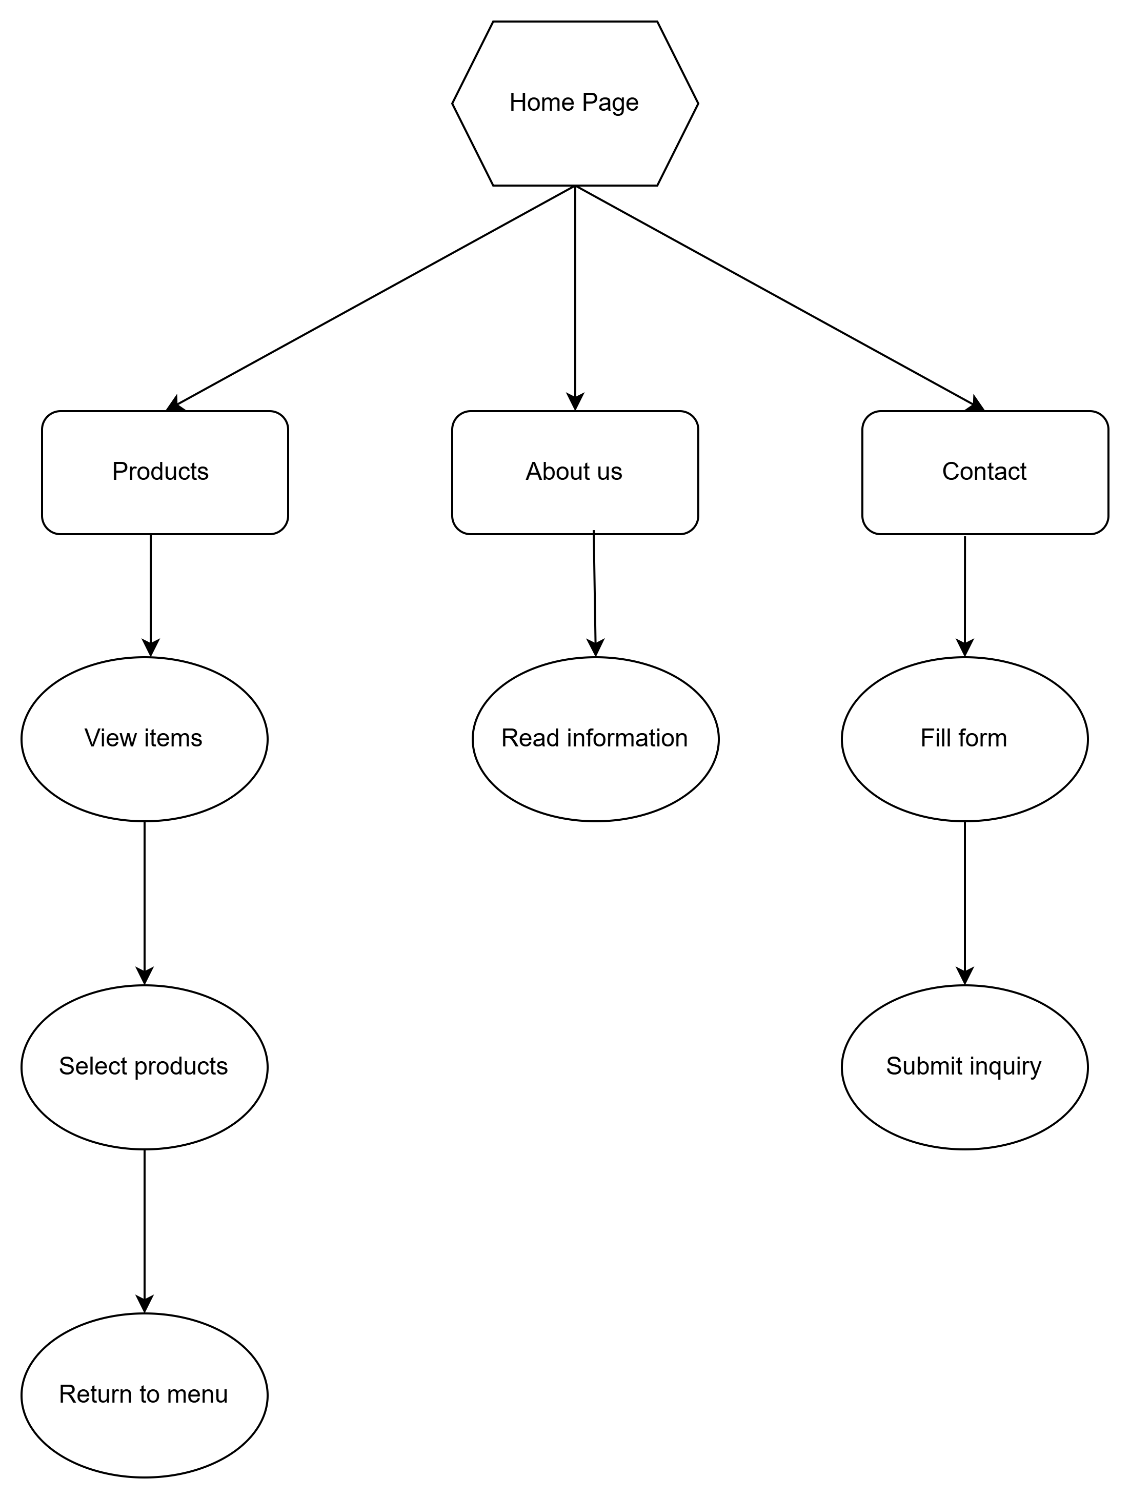 Home Page
Products
About us
Contact
View items
Read information
Fill form
Select products
Submit inquiry
Return to menu